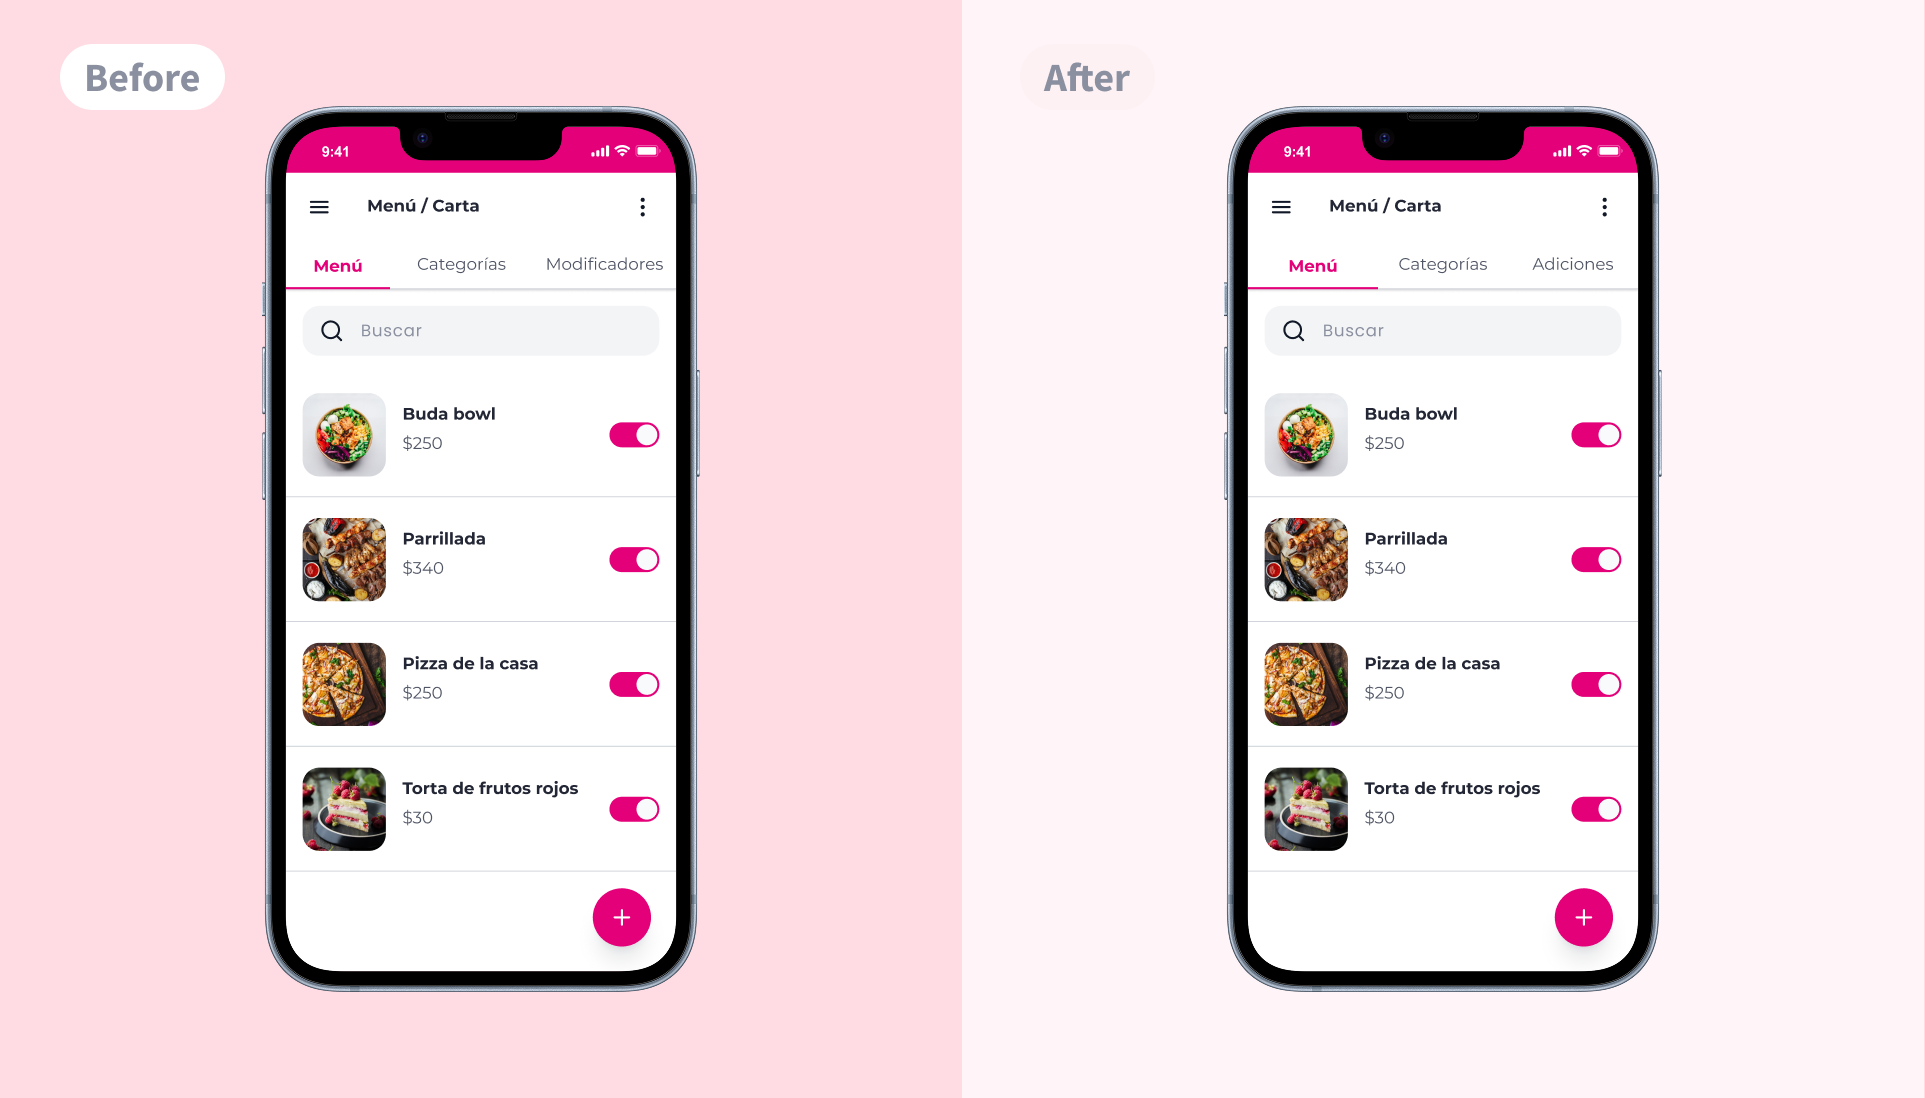 Before
9:41
Menú / Carta
Menú Categorías Modificadores
Buscar
Buda bowl
$250
Parrillada
$340
Pizza de la casa
$250
Torta de frutos rojos
$30
After
9:41
Menú / Carta
Menú Categorías Adiciones
Buscar
Buda bowl
$250
Parrillada
$340
Pizza de la casa
$250
Torta de frutos rojos
$30